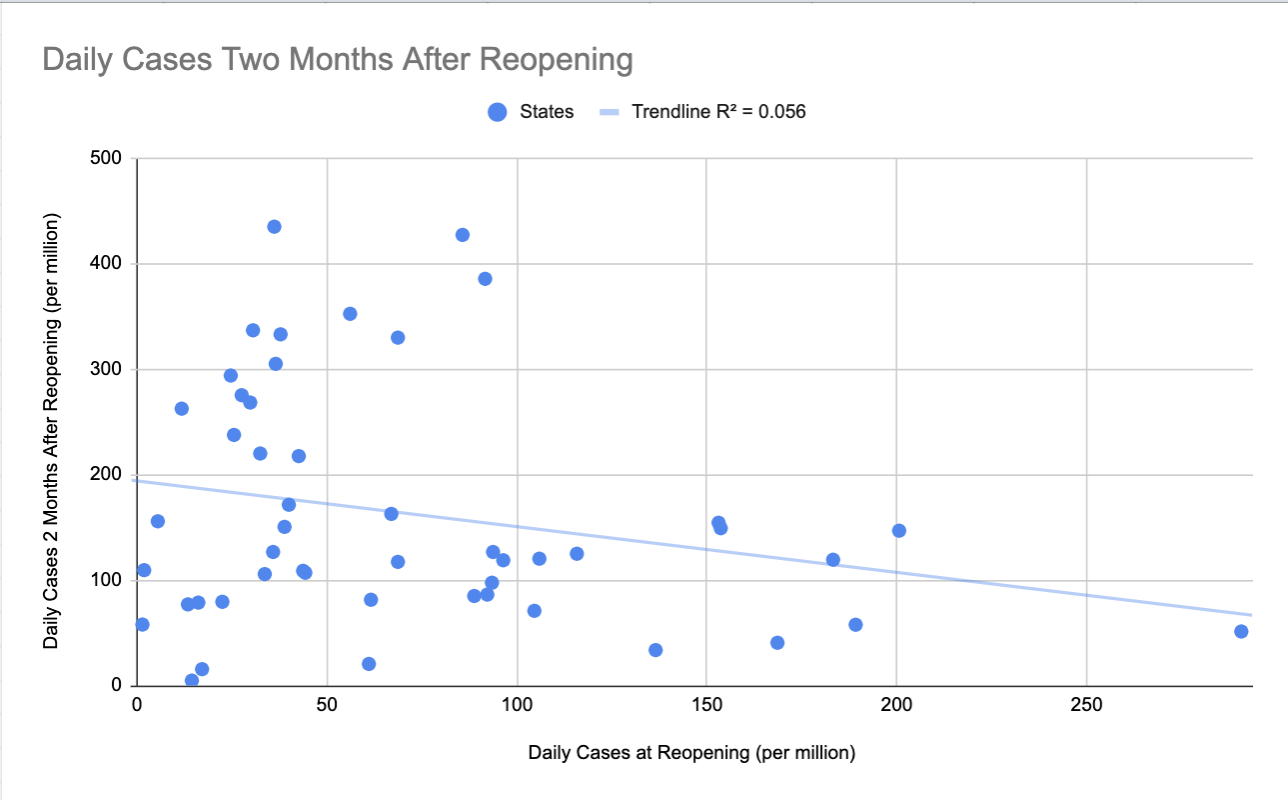 Daily Cases Two Months After Reopening
States
Trendline R² = 0.056
Daily Cases 2 Months After Reopening (per million)
500
400
300
200
100
0
0
50
100
150
200
250
Daily Cases at Reopening (per million)